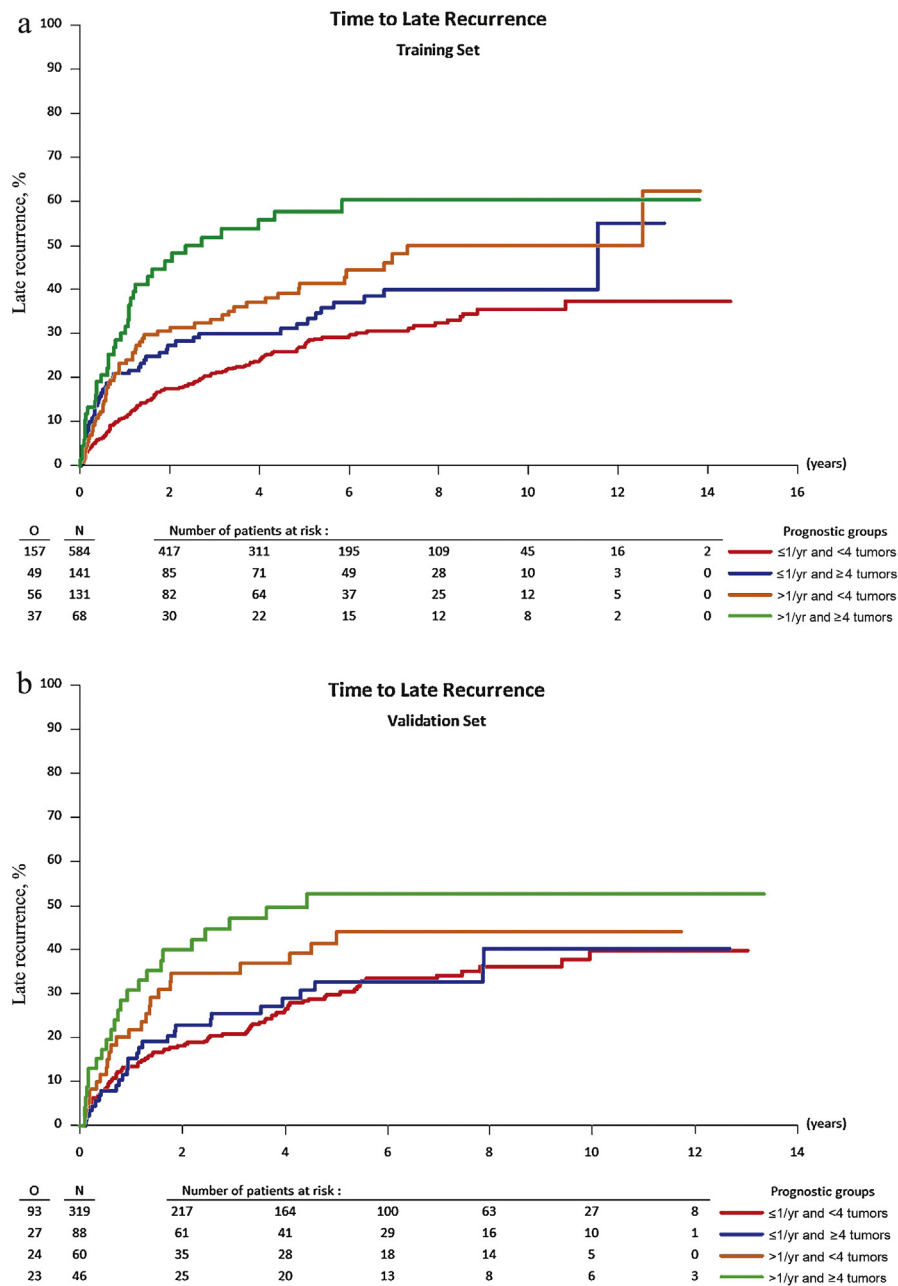 a
Time to Late Recurrence
Training Set
Late recurrence, %
100
90
80
70
60
50
40
30
20
10
0
0 2 4 6 8 10 12 14 16
(years)
O N Number of patients at risk : Prognostic groups
157 584 417 311 195 109 45 16 2 ≤1/yr and <4 tumors
49 141 85 71 49 28 10 3 0 ≤1/yr and ≥4 tumors
56 131 82 64 37 25 12 5 0 >1/yr and <4 tumors
37 68 30 22 15 12 8 2 0 >1/yr and ≥4 tumors
b
Time to Late Recurrence
Validation Set
Late recurrence, %
100
90
80
70
60
50
40
30
20
10
0
0 2 4 6 8 10 12 14
(years)
O N Number of patients at risk : Prognostic groups
93 319 217 164 100 63 27 8 ≤1/yr and <4 tumors
27 88 61 41 29 16 10 1 ≤1/yr and ≥4 tumors
24 60 35 28 18 14 5 0 >1/yr and <4 tumors
23 46 25 20 13 8 6 3 >1/yr and ≥4 tumors